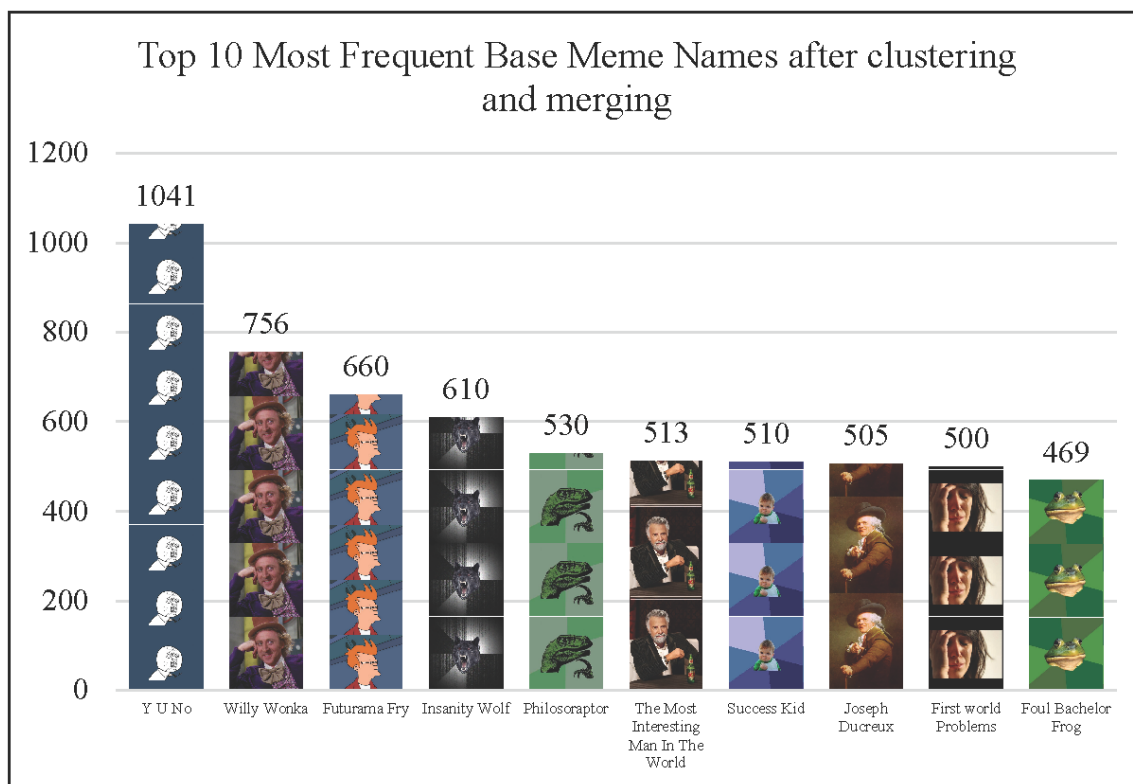 Top 10 Most Frequent Base Meme Names after clustering
and merging
1200
1000
800
600
400
200
0
1041
756
660
610
530
513
510
505
500
469
Y U No
Willy Wonka
Futurama Fry
Insanity Wolf
Philosoraptor
The Most
Interesting
Man In The
World
Success Kid
Joseph
Ducreux
First world
Problems
Foul Bachelor
Frog